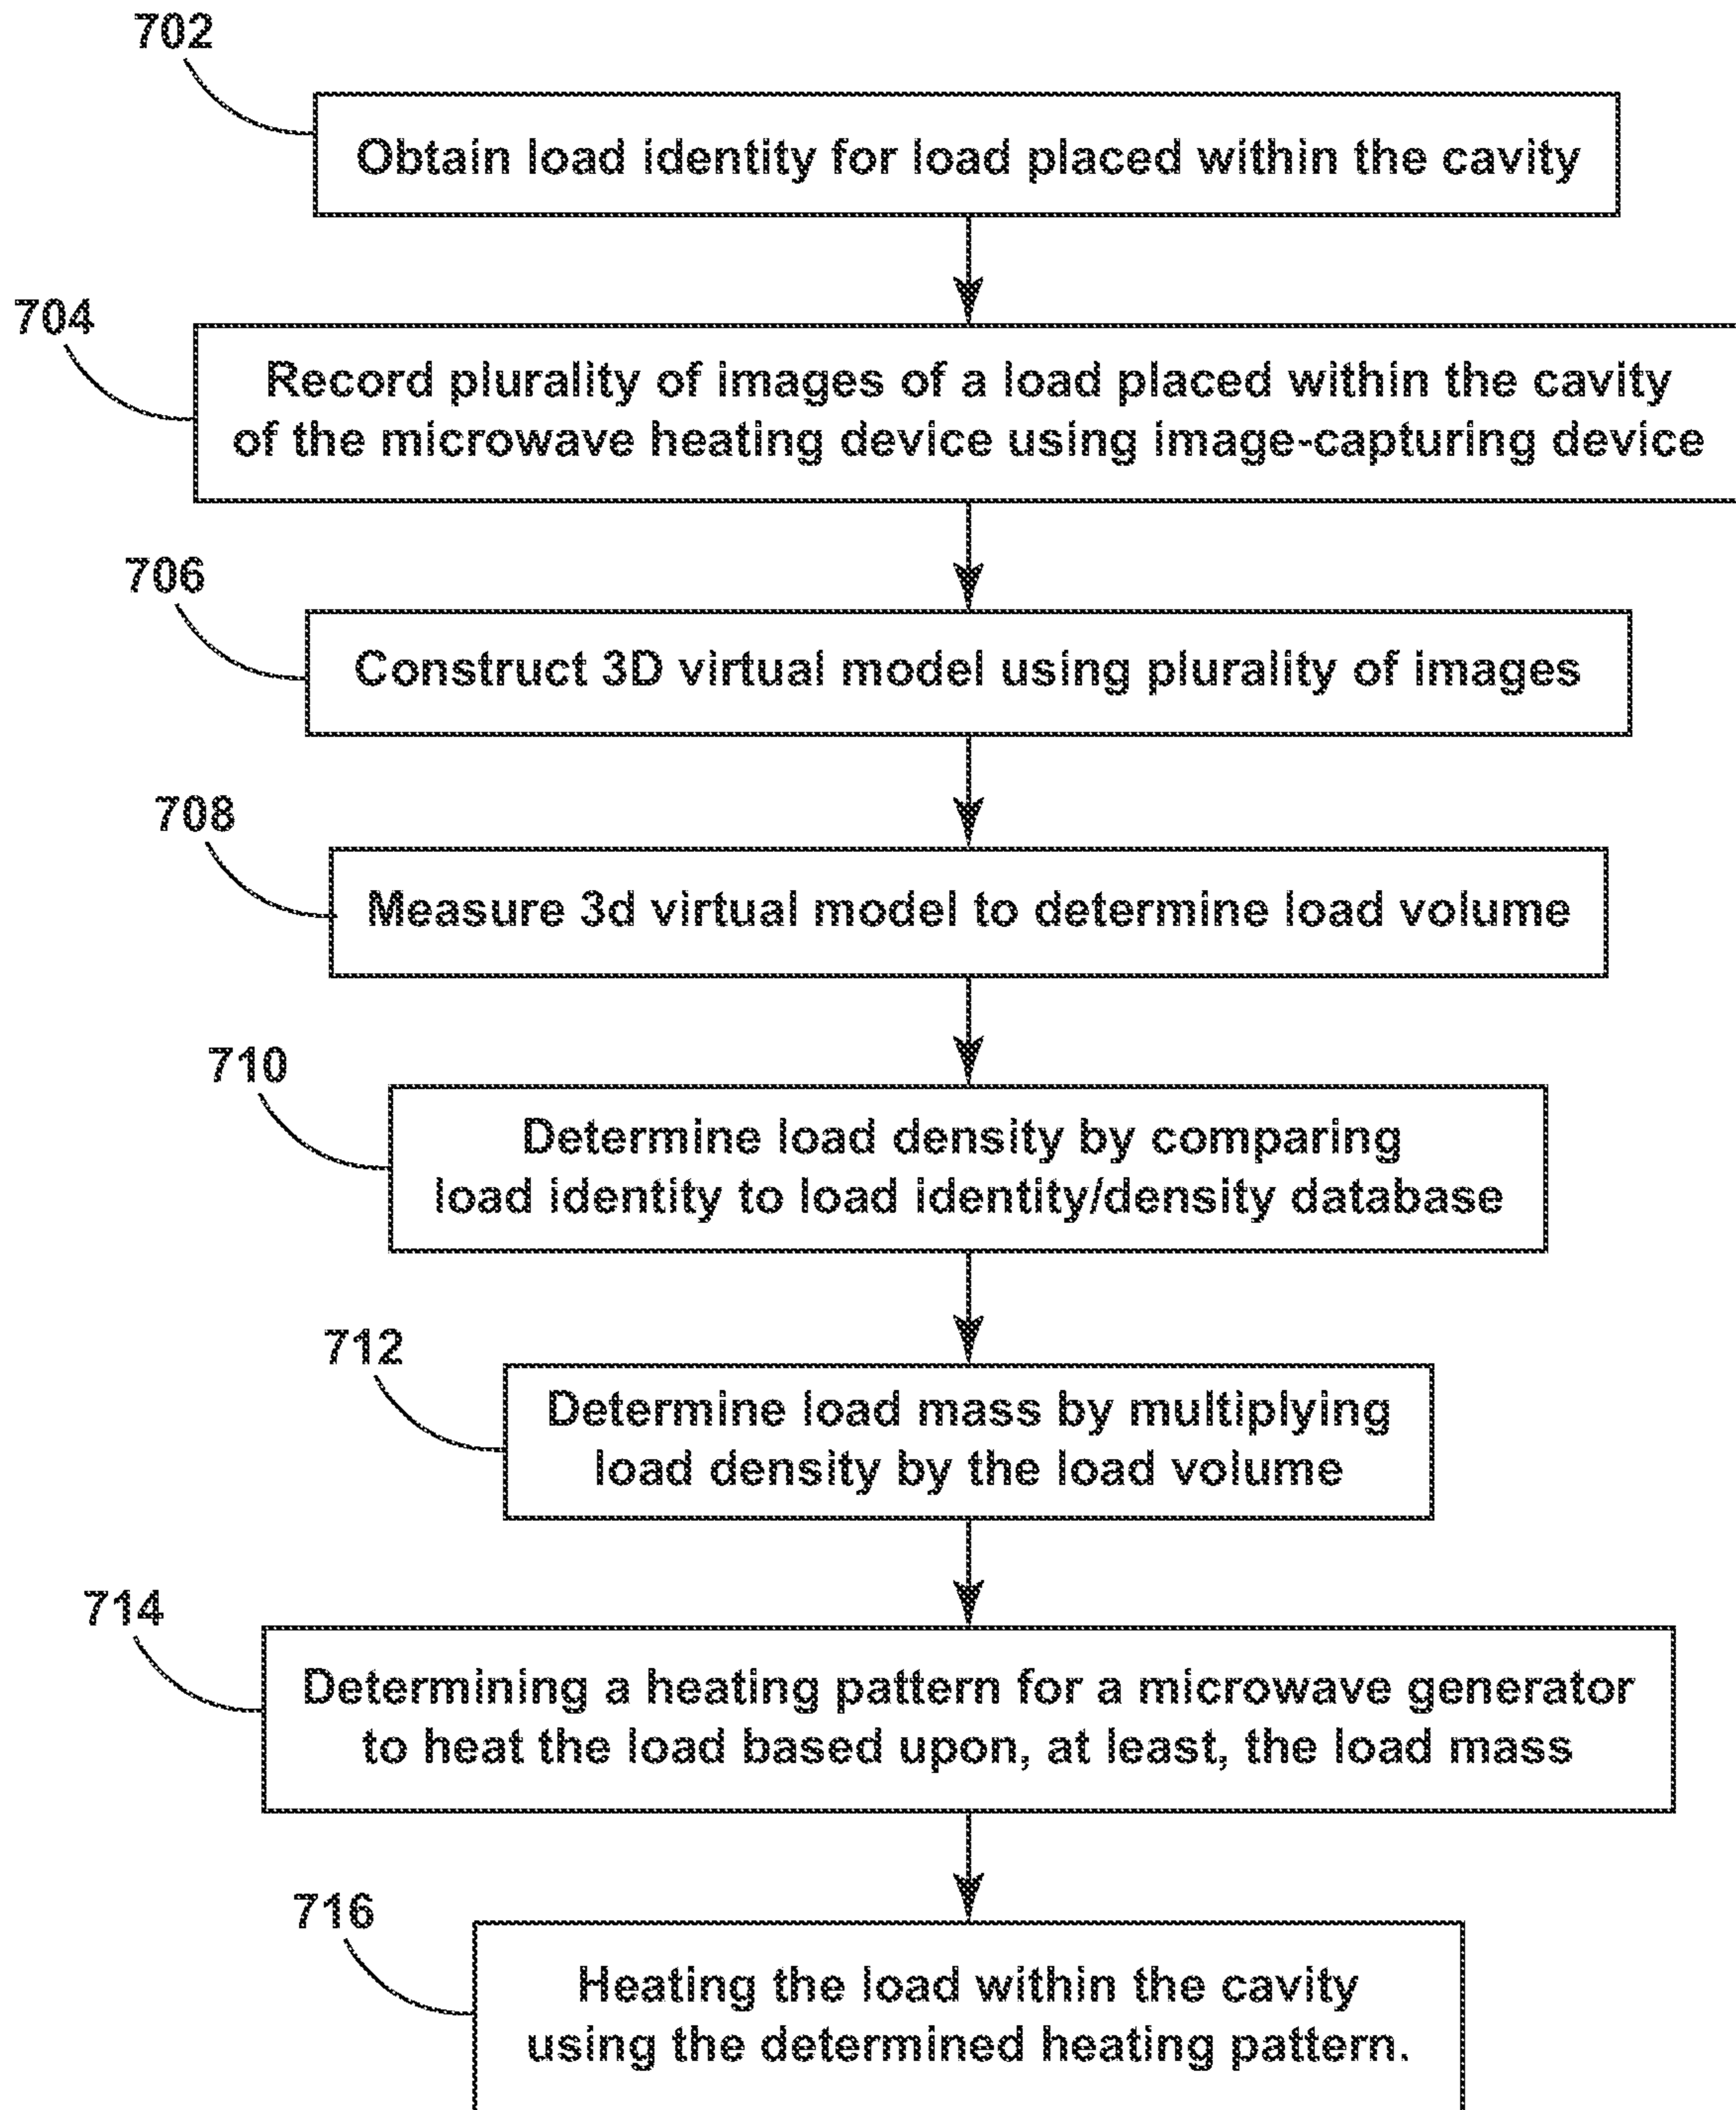 702
Obtain load identity for load placed within the cavity
704
Record plurality of images of a load placed within the cavity
of the microwave heating device using image-capturing device
706
Construct 3D virtual model using plurality of images
708
Measure 3d virtual model to determine load volume
710
Determine load density by comparing
load identity to load identity/density database
712
Determine load mass by multiplying
load density by the load volume
714
Determining a heating pattern for a microwave generator
to heat the load based upon, at least, the load mass
716
Heating the load within the cavity
using the determined heating pattern.